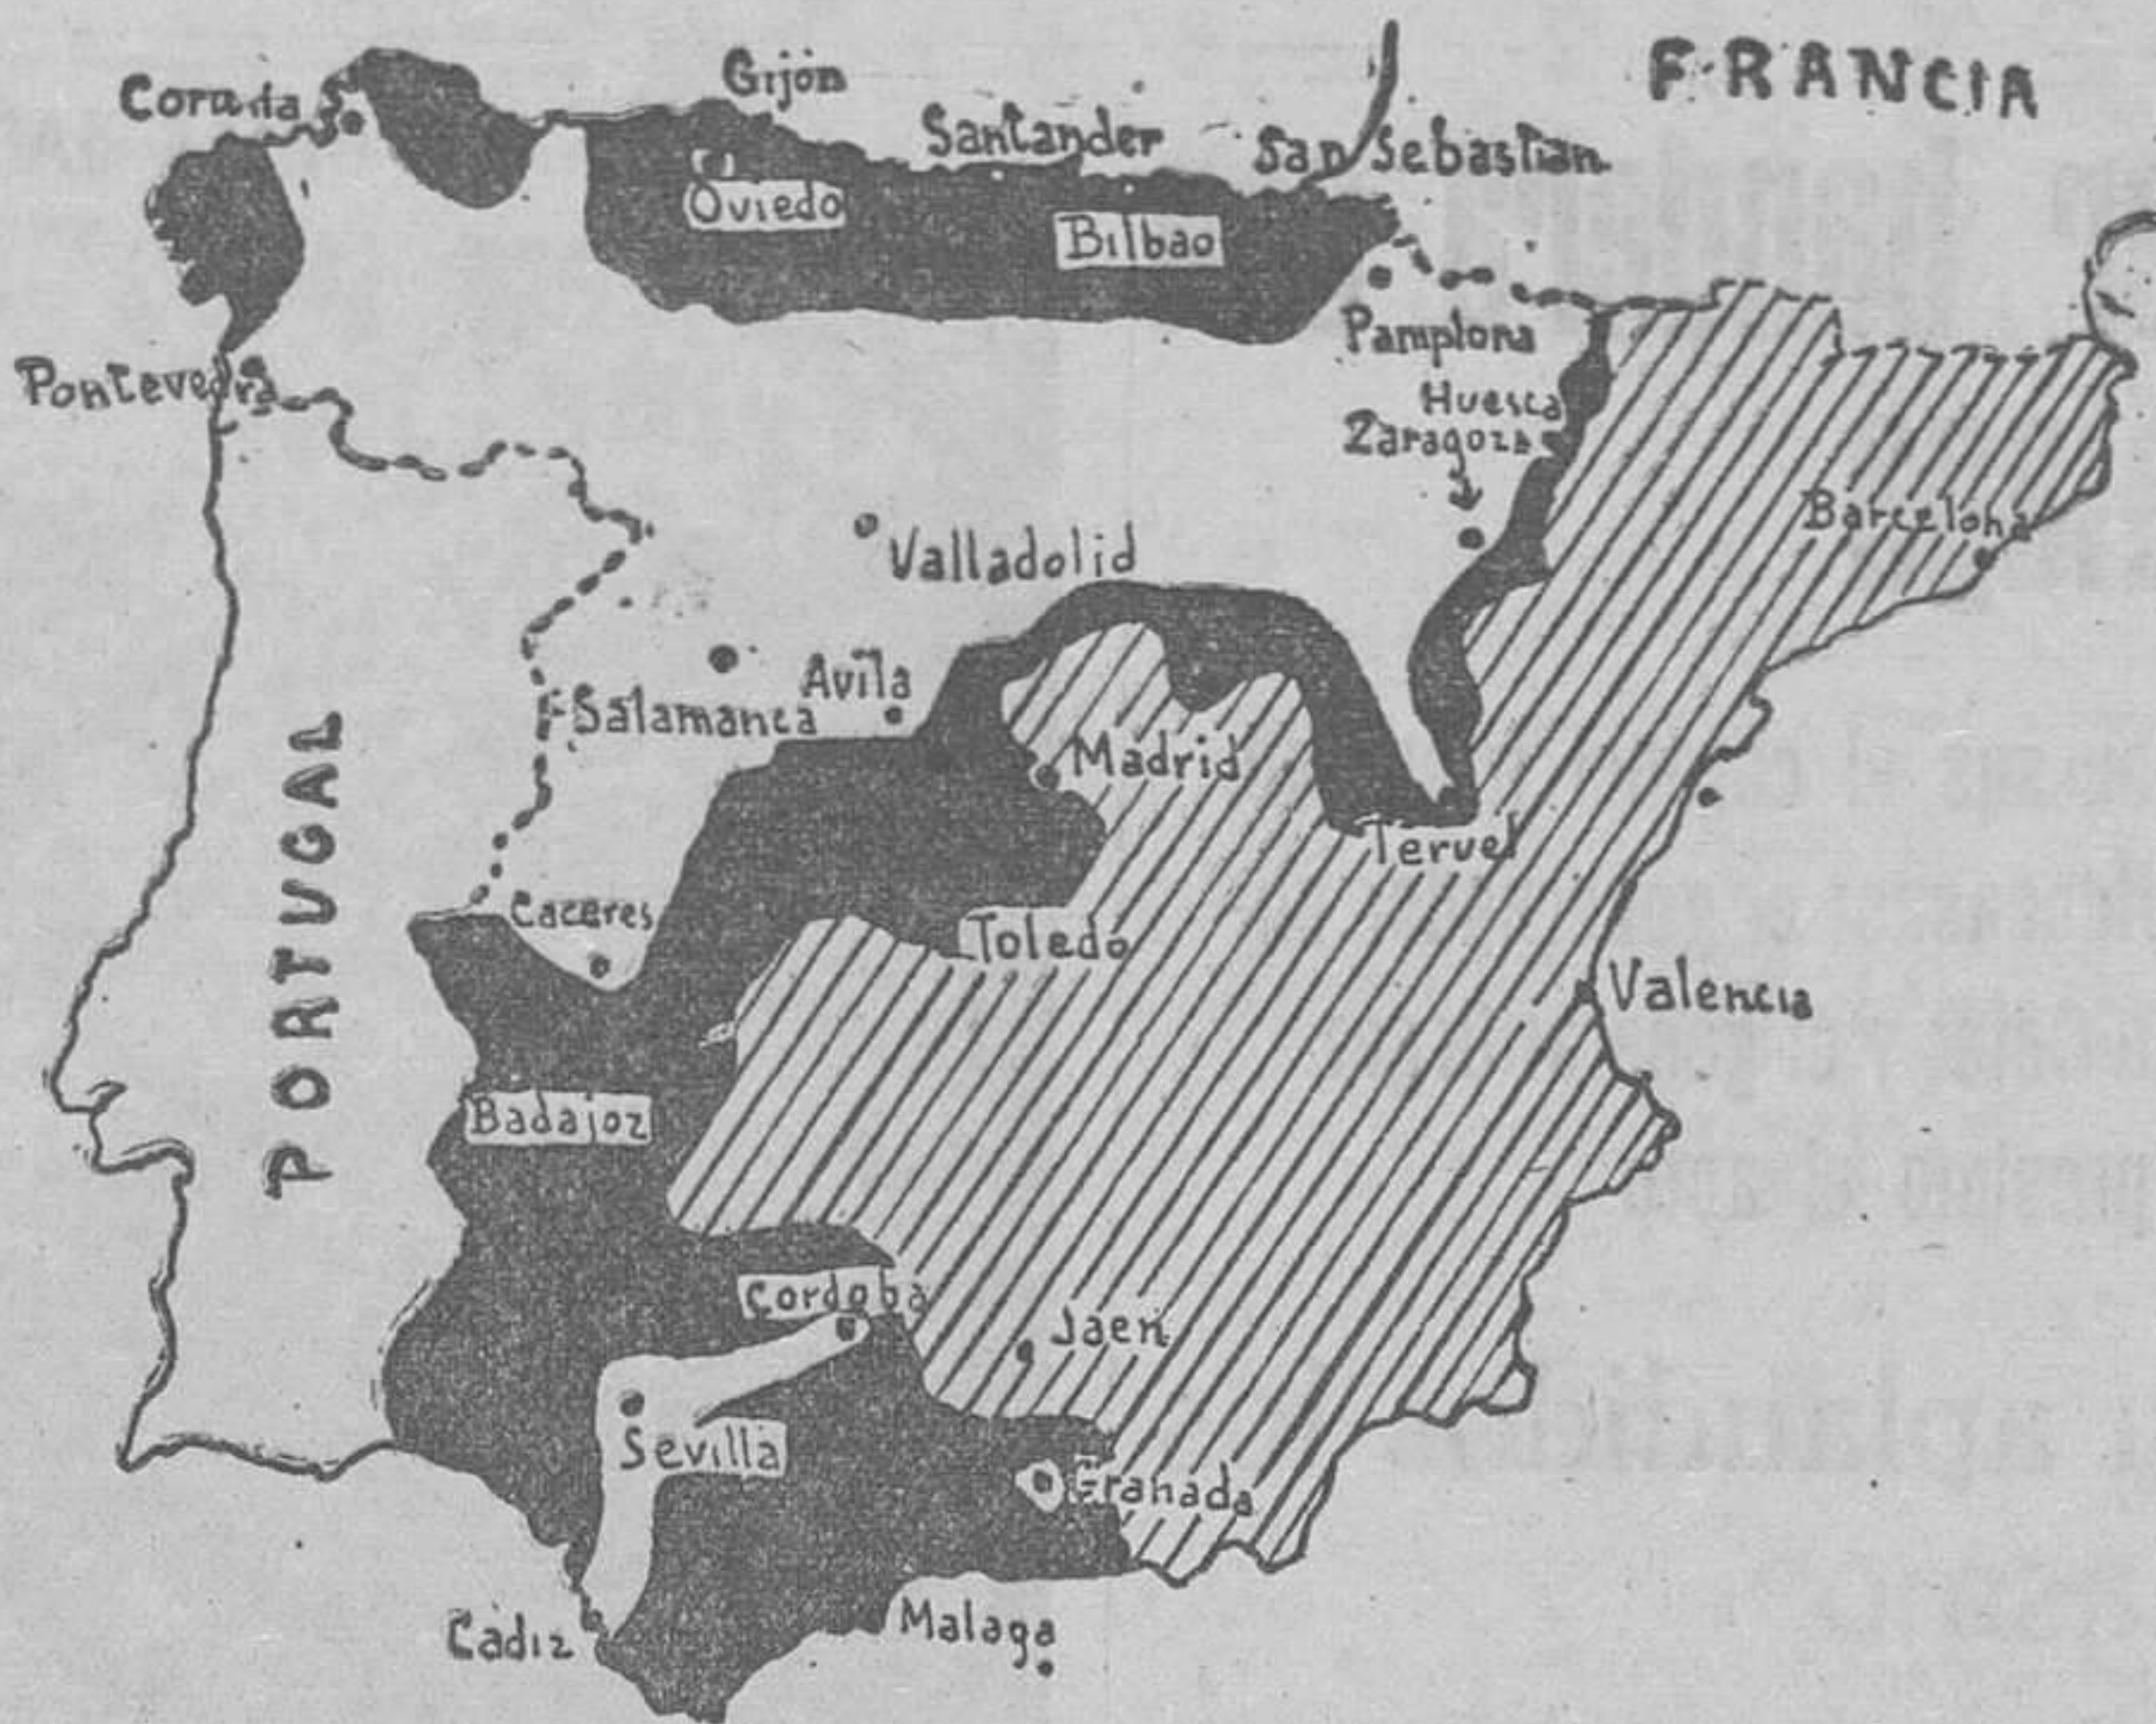 FRANCIA
Gijón
Coruña
Santander
San Sebastian
Oviedo
Bilbao
Pamplona
Pontevedra
Huesca
Zaragoza
Barcelona
Valladolid
Avila
Salamanca
Madrid
PORTUGAL
Teruel
Caceres
Toledo
Valencia
Badajoz
Cordoba
Jaen
Sevilla
Granada
Cadiz
Malaga